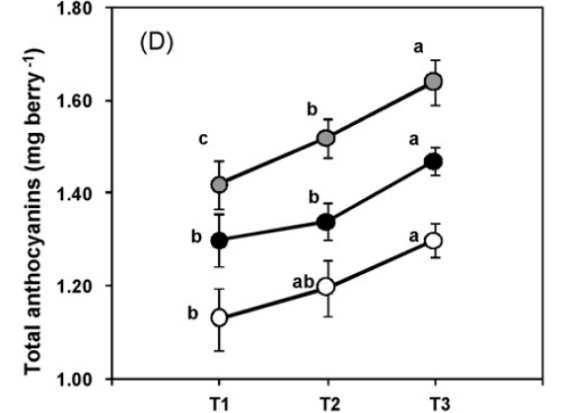 1.80
(D)
a
1.60
b
c
a
b
1.40
b
a
ab
1.20
b
1.00
T1 T2 T3
Total anthocyanins (mg berry⁻¹)